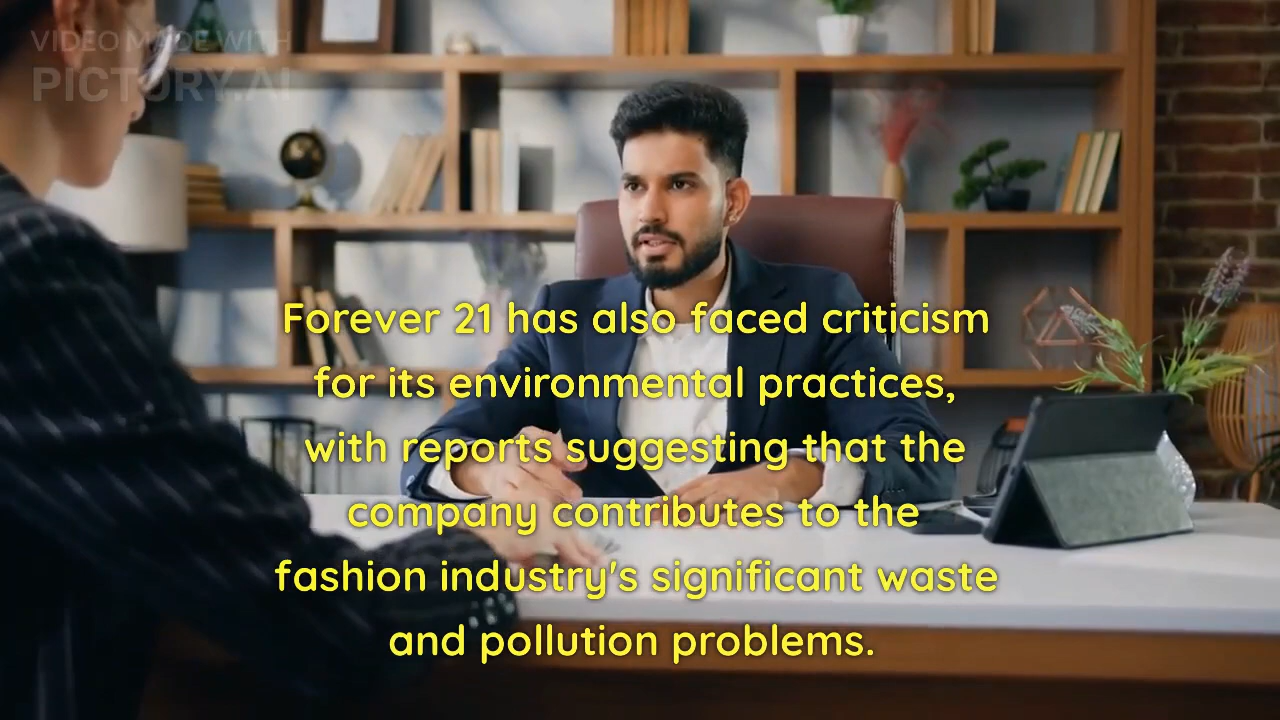 VIDEO MADE WITH
PICTORY.AI
Forever 21 has also faced criticism
for its environmental practices,
with reports suggesting that the
company contributes to the
fashion industry's significant waste
and pollution problems.